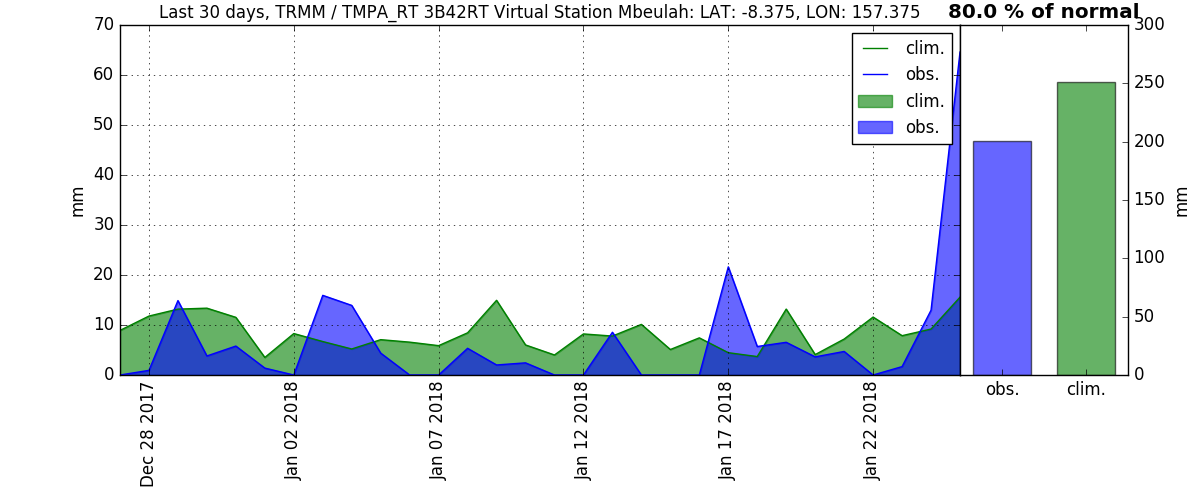 Last 30 days, TRMM / TMPA_RT 3B42RT Virtual Station Mbeulah: LAT: -8.375, LON: 157.375
80.0 % of normal
70
60
50
40
30
20
10
0
mm
clim.
obs.
clim.
obs.
300
250
200
150
100
50
0
mm
Dec 28 2017
Jan 02 2018
Jan 07 2018
Jan 12 2018
Jan 17 2018
Jan 22 2018
obs.
clim.